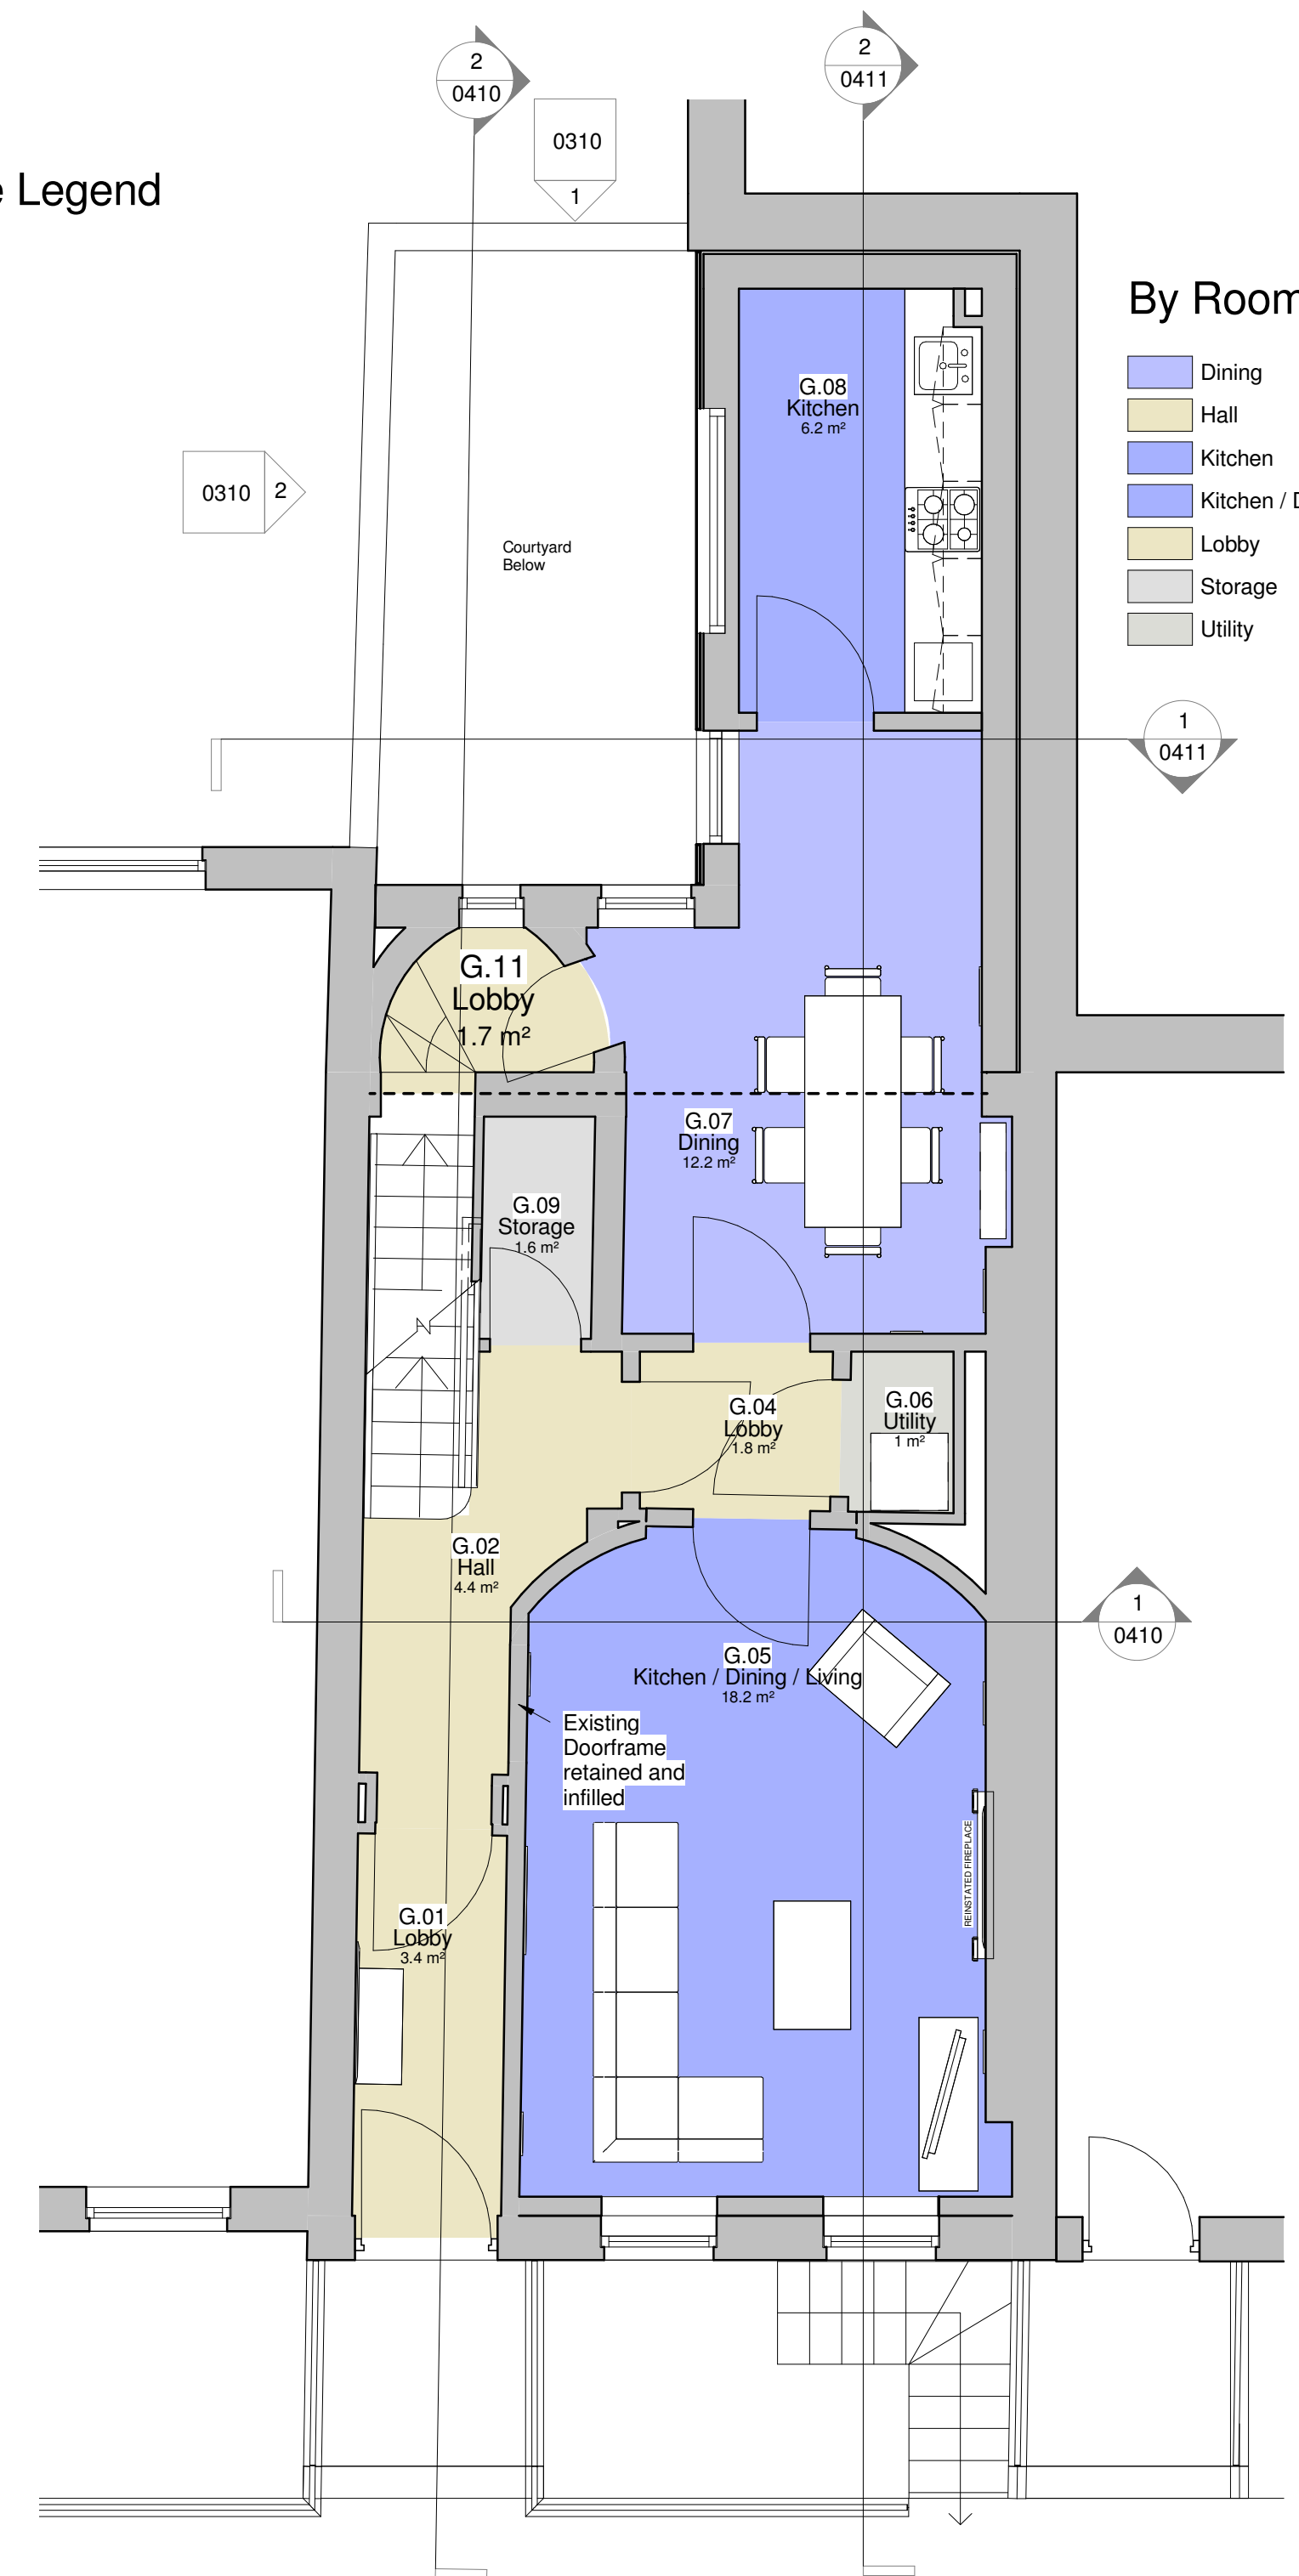 2
0410
2
0411
0310
1
Legend
By Room
Dining
Hall
Kitchen
Kitchen /
Lobby
Storage
Utility
G.08
Kitchen
6.2 m²
0310
2
Courtyard
Below
1
0411
G.11
Lobby
1.7 m²
G.07
Dining
12.2 m²
G.09
Storage
1.6 m²
G.04
Lobby
1.8 m²
G.06
Utility
1 m²
G.02
Hall
4.4 m²
1
0410
G.05
Kitchen / Dining / Living
18.2 m²
Existing
Doorframe
retained and
infilled
REINSTATED FIREPLACE
G.01
Lobby
3.4 m²